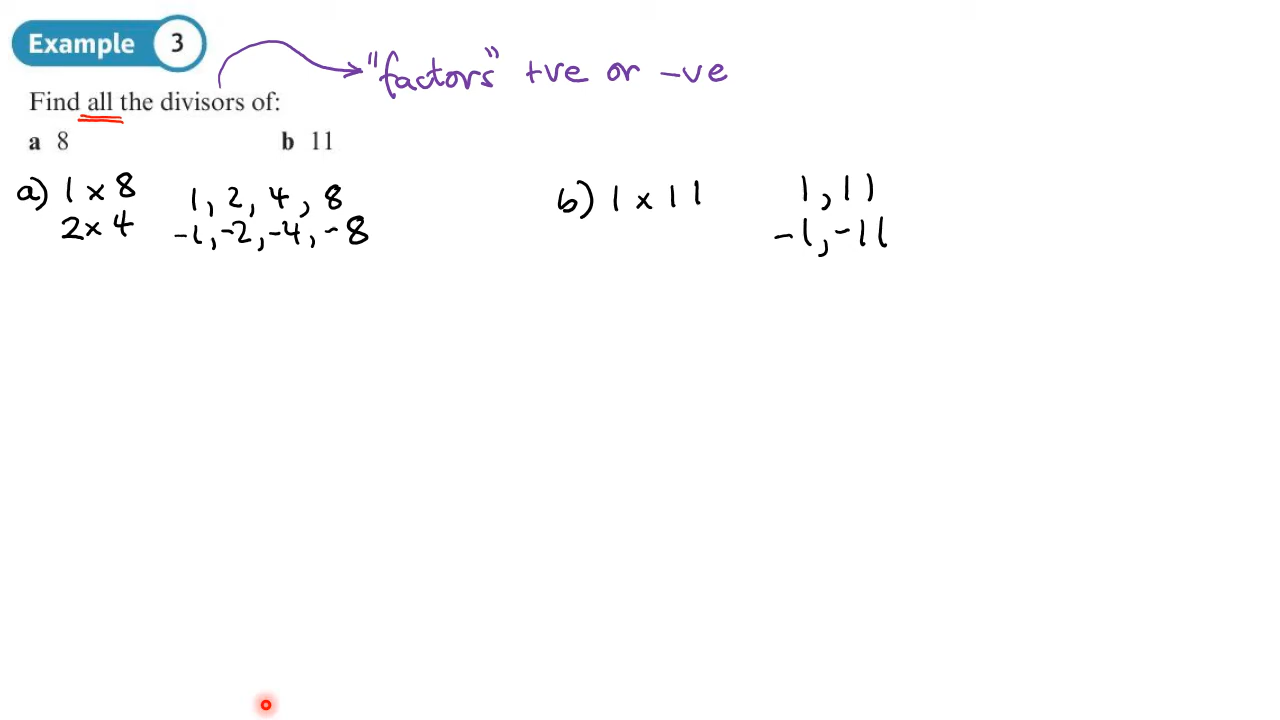 Example 3
"factors" +ve or -ve
Find all the divisors of:
a 8 b 11
a) 1 x 8 1, 2, 4, 8 b) 1 x 11 1, 11
2 x 4 -1, -2, -4, -8 -1, -11